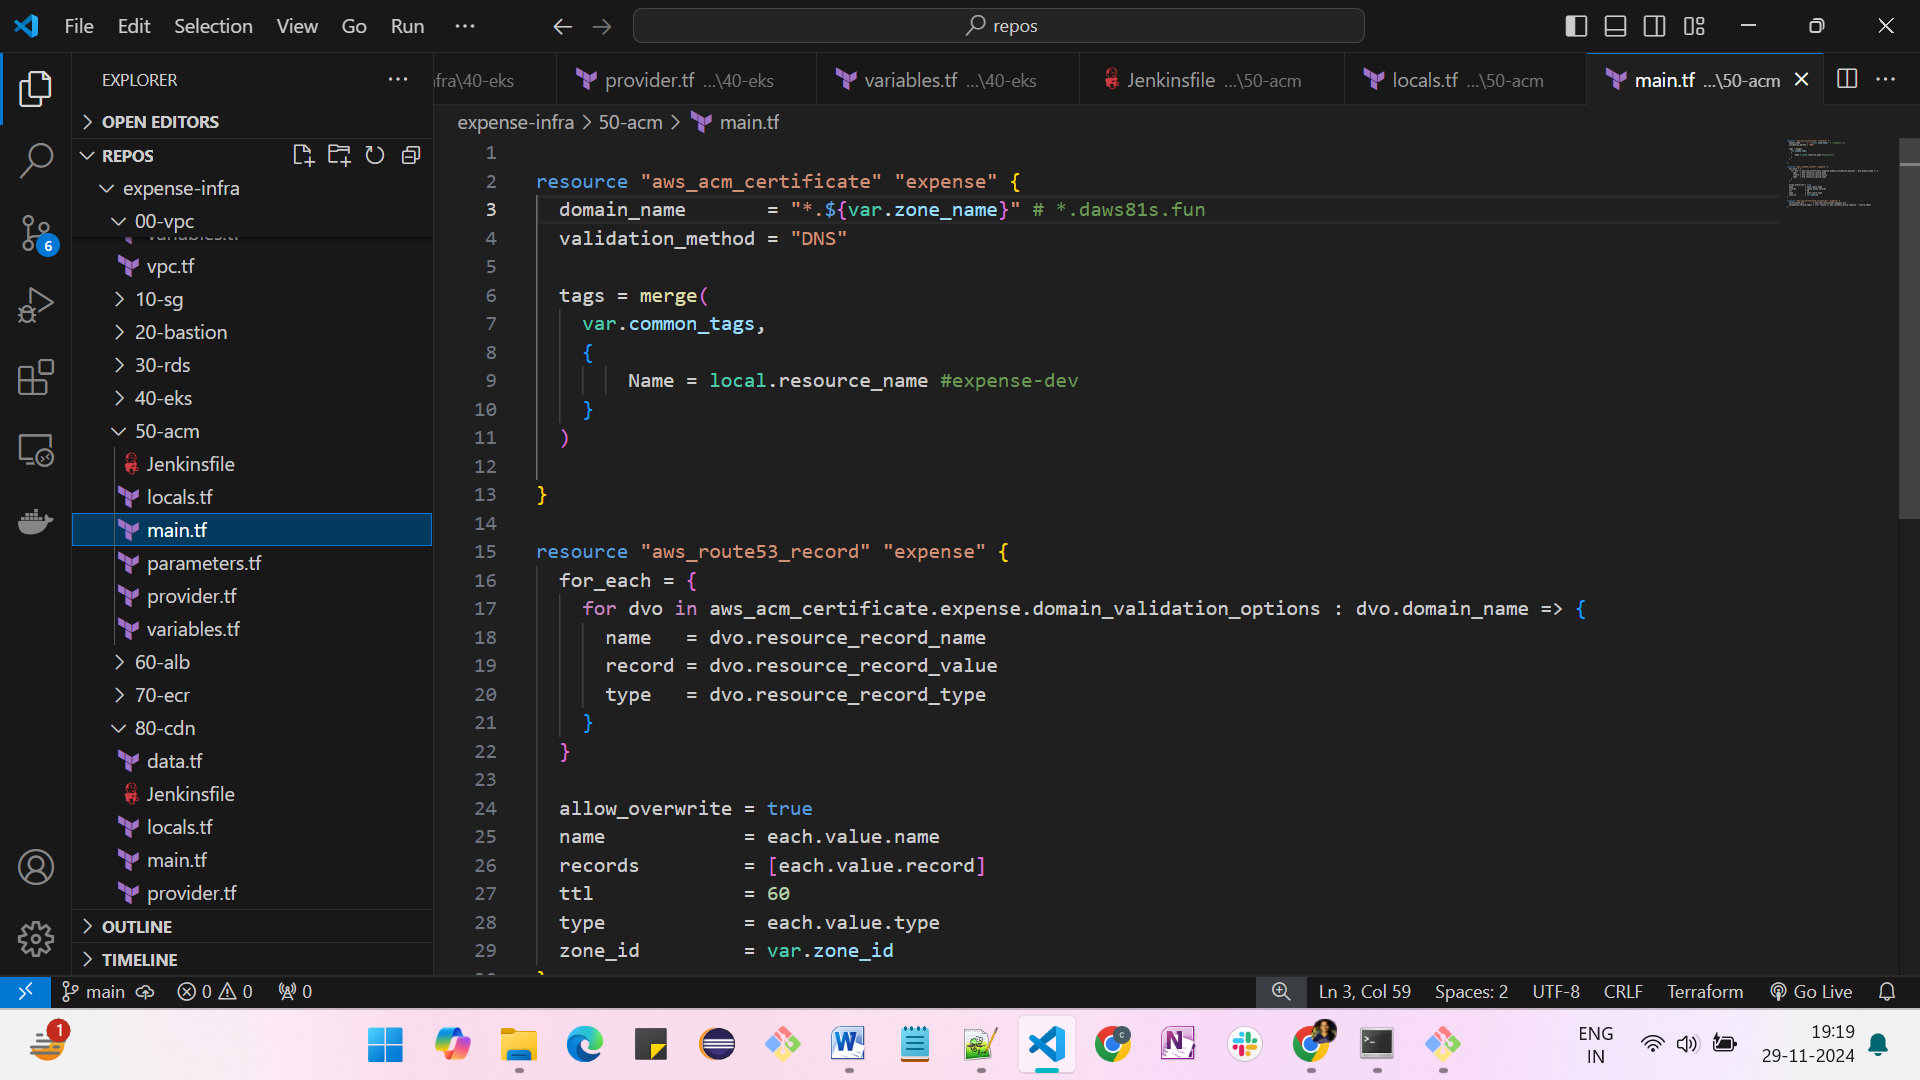 File Edit Selection View Go Run ··· repos
EXPLORER
OPEN EDITORS
REPOS
expense-infra
00-vpc
variables.tf
vpc.tf
10-sg
20-bastion
30-rds
40-eks
50-acm
Jenkinsfile
locals.tf
main.tf
parameters.tf
provider.tf
variables.tf
60-alb
70-ecr
80-cdn
data.tf
Jenkinsfile
locals.tf
main.tf
provider.tf
OUTLINE
TIMELINE
6
fra\40-eks provider.tf ...\40-eks variables.tf ...\40-eks Jenkinsfile ...\50-acm locals.tf ...\50-acm main.tf ...\50-acm
expense-infra > 50-acm > main.tf
1
2 resource "aws_acm_certificate" "expense" {
3 domain_name = "*.${var.zone_name}" # *.daws81s.fun
4 validation_method = "DNS"
5
6 tags = merge(
7 var.common_tags,
8 {
9 Name = local.resource_name #expense-dev
10 }
11 )
12
13 }
14
15 resource "aws_route53_record" "expense" {
16 for_each = {
17 for dvo in aws_acm_certificate.expense.domain_validation_options : dvo.domain_name => {
18 name = dvo.resource_record_name
19 record = dvo.resource_record_value
20 type = dvo.resource_record_type
21 }
22 }
23
24 allow_overwrite = true
25 name = each.value.name
26 records = [each.value.record]
27 ttl = 60
28 type = each.value.type
29 zone_id = var.zone_id
main 0 0 0 Ln 3, Col 59 Spaces: 2 UTF-8 CRLF Terraform Go Live
1
ENG
IN
19:19
29-11-2024